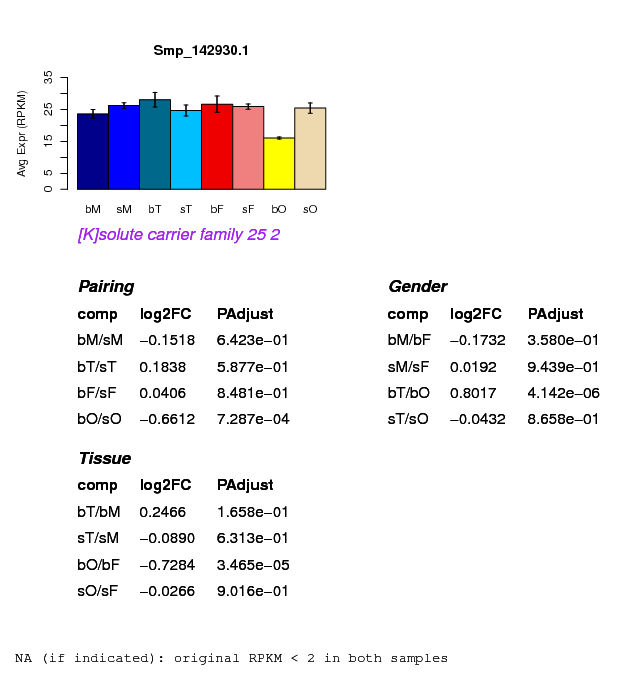 Smp_142930.1
Avg Expr (RPKM)
35
25
15
5
0
bM sM bT sT bF sF bO sO
[K]solute carrier family 25 2
Pairing
comp log2FC PAdjust
bM/sM −0.1518 6.423e−01
bT/sT 0.1838 5.877e−01
bF/sF 0.0406 8.481e−01
bO/sO −0.6612 7.287e−04
Gender
comp log2FC PAdjust
bM/bF −0.1732 3.580e−01
sM/sF 0.0192 9.439e−01
bT/bO 0.8017 4.142e−06
sT/sO −0.0432 8.658e−01
Tissue
comp log2FC PAdjust
bT/bM 0.2466 1.658e−01
sT/sM −0.0890 6.313e−01
bO/bF −0.7284 3.465e−05
sO/sF −0.0266 9.016e−01
NA (if indicated): original RPKM < 2 in both samples